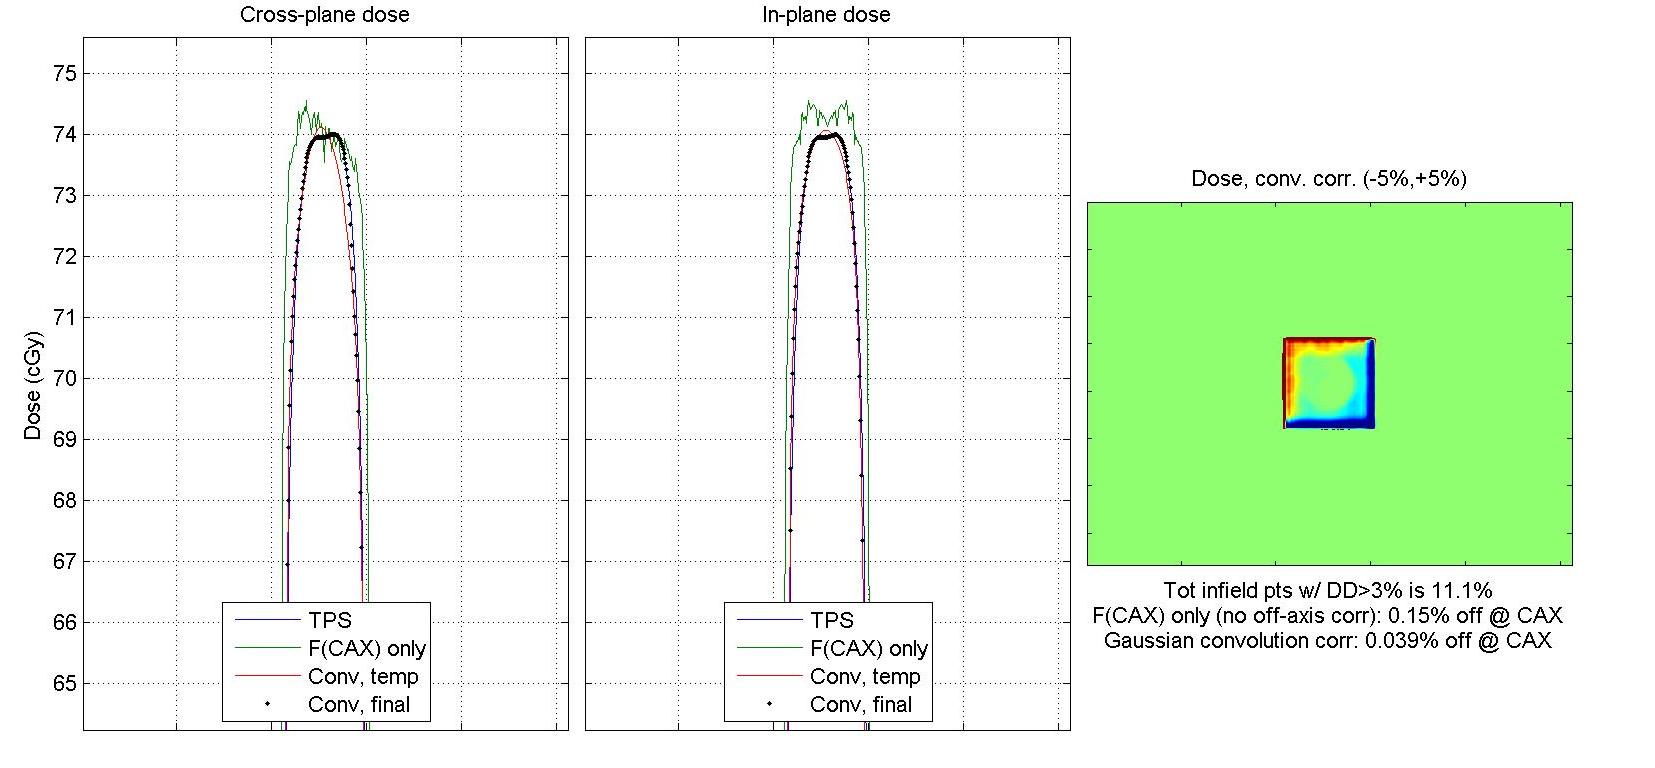 Cross-plane dose
In-plane dose
75
74
73
72
71
70
69
68
67
66
65
Dose (cGy)
TPS
F(CAX) only
Conv, temp
Conv, final
TPS
F(CAX) only
Conv, temp
Conv, final
Dose, conv. corr. (-5%,+5%)
Tot infield pts w/ DD>3% is 11.1%
F(CAX) only (no off-axis corr): 0.15% off @ CAX
Gaussian convolution corr: 0.039% off @ CAX